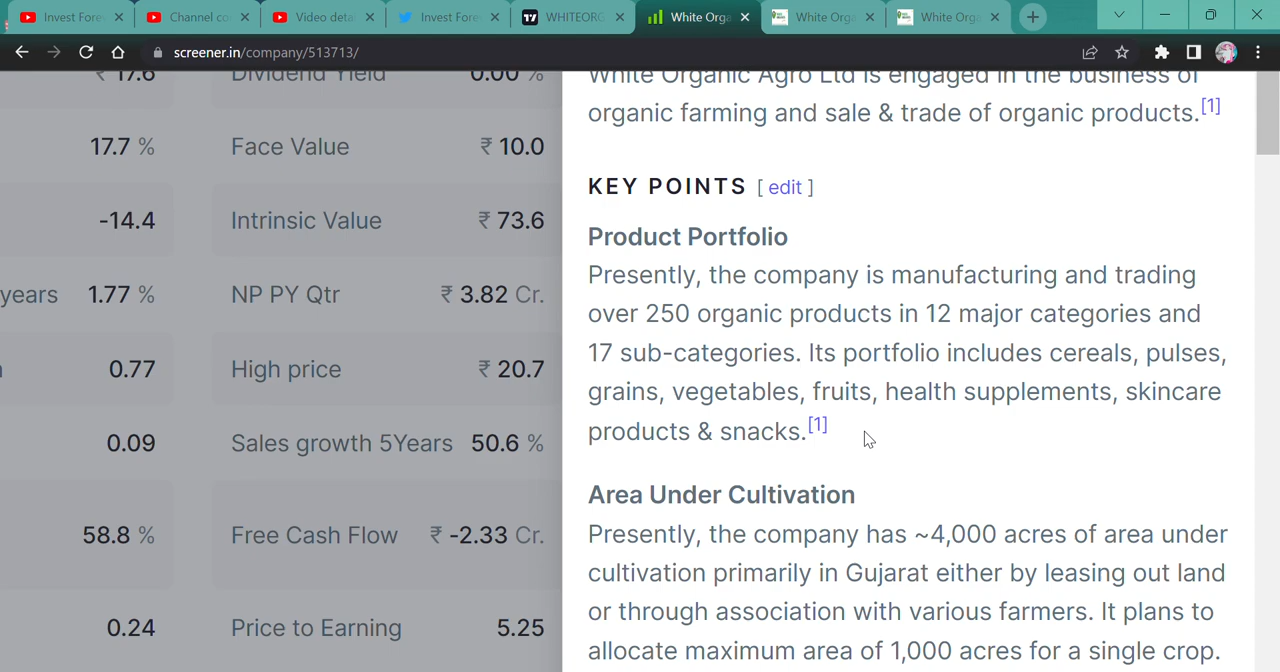 Invest Fore
Channel co
Video deta
Invest Fore
WHITEORG
White Orga
White Orga
White Orga
screener.in/company/513713/
₹ 17.6
Dividend Yield
0.00 %
17.7 %
Face Value
₹ 10.0
-14.4
Intrinsic Value
₹ 73.6
years 1.77 %
NP PY Qtr
₹ 3.82 Cr.
0.77
High price
₹ 20.7
0.09
Sales growth 5Years 50.6 %
58.8 %
Free Cash Flow
₹ -2.33 Cr.
0.24
Price to Earning
5.25
White Organic Agro Ltd is engaged in the business of
organic farming and sale & trade of organic products.[1]
KEY POINTS [ edit ]
Product Portfolio
Presently, the company is manufacturing and trading
over 250 organic products in 12 major categories and
17 sub-categories. Its portfolio includes cereals, pulses,
grains, vegetables, fruits, health supplements, skincare
products & snacks.[1]
Area Under Cultivation
Presently, the company has ~4,000 acres of area under
cultivation primarily in Gujarat either by leasing out land
or through association with various farmers. It plans to
allocate maximum area of 1,000 acres for a single crop.